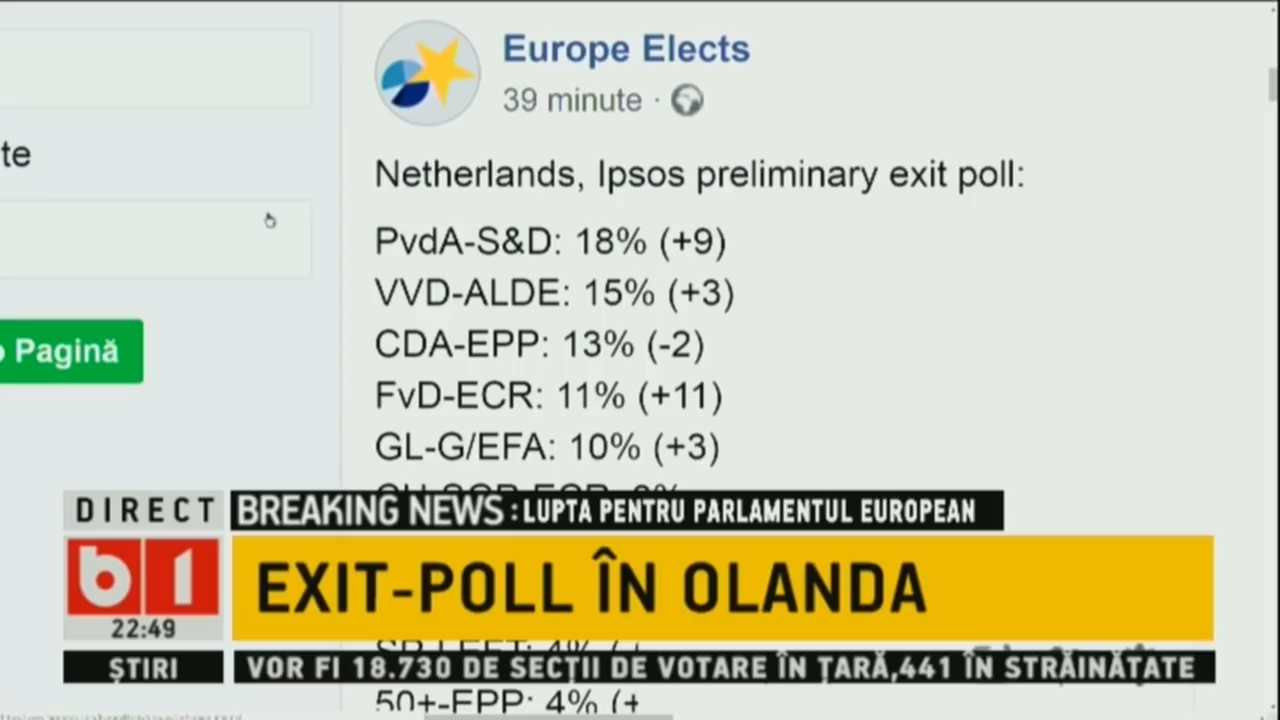 Europe Elects
39 minute ·
te
Netherlands, Ipsos preliminary exit poll:
PvdA-S&D: 18% (+9)
VVD-ALDE: 15% (+3)
CDA-EPP: 13% (-2)
Pagină
FvD-ECR: 11% (+11)
GL-G/EFA: 10% (+3)
DIRECT
BREAKING NEWS : LUPTA PENTRU PARLAMENTUL EUROPEAN
b1
EXIT-POLL ÎN OLANDA
22:49
ȘTIRI
VOR FI 18.730 DE SECȚII DE VOTARE ÎN ȚARĂ,441 ÎN STRĂINĂTATE
50+-EPP: 4% (+